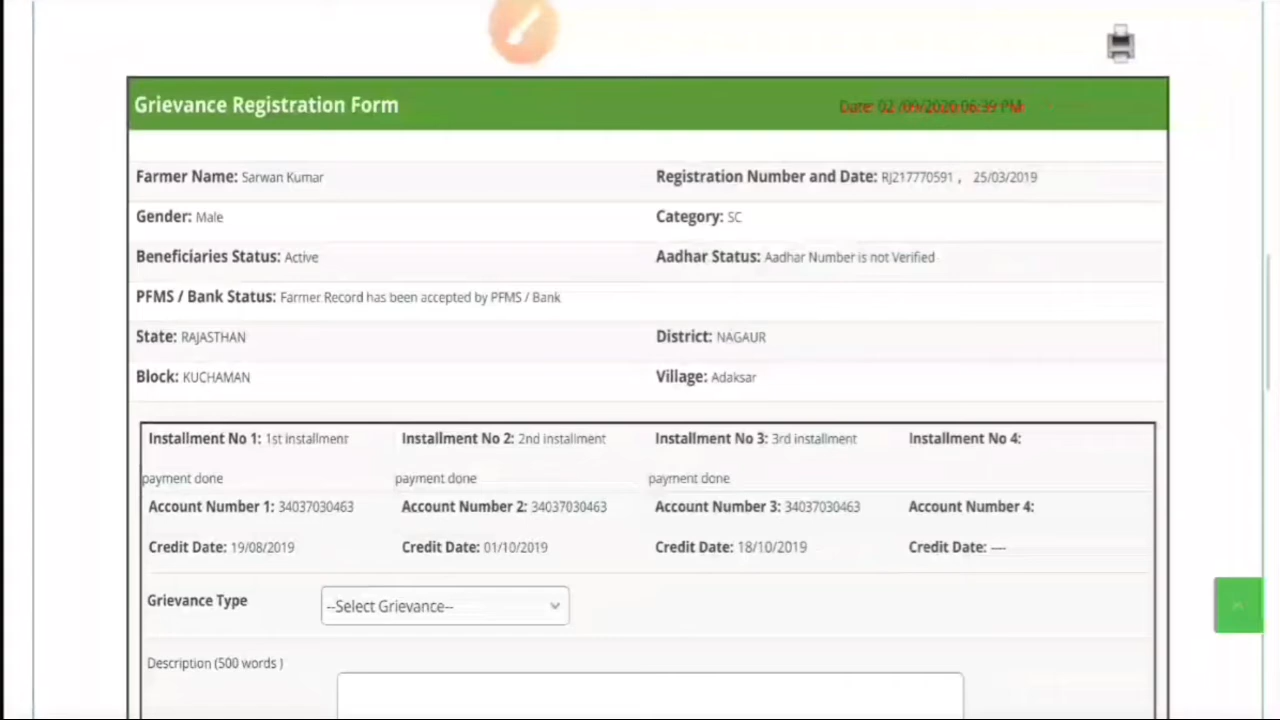 Grievance Registration Form Date: 02 /09/2020 06:39 PM
Farmer Name: Sarwan Kumar Registration Number and Date: RJ217770591 , 25/03/2019
Gender: Male Category: SC
Beneficiaries Status: Active Aadhar Status: Aadhar Number is not Verified
PFMS / Bank Status: Farmer Record has been accepted by PFMS / Bank
State: RAJASTHAN District: NAGAUR
Block: KUCHAMAN Village: Adaksar
Installment No 1: 1st installment Installment No 2: 2nd installment Installment No 3: 3rd installment Installment No 4:
payment done payment done payment done
Account Number 1: 34037030463 Account Number 2: 34037030463 Account Number 3: 34037030463 Account Number 4:
Credit Date: 19/08/2019 Credit Date: 01/10/2019 Credit Date: 18/10/2019 Credit Date: ---
Grievance Type --Select Grievance--
Description (500 words )